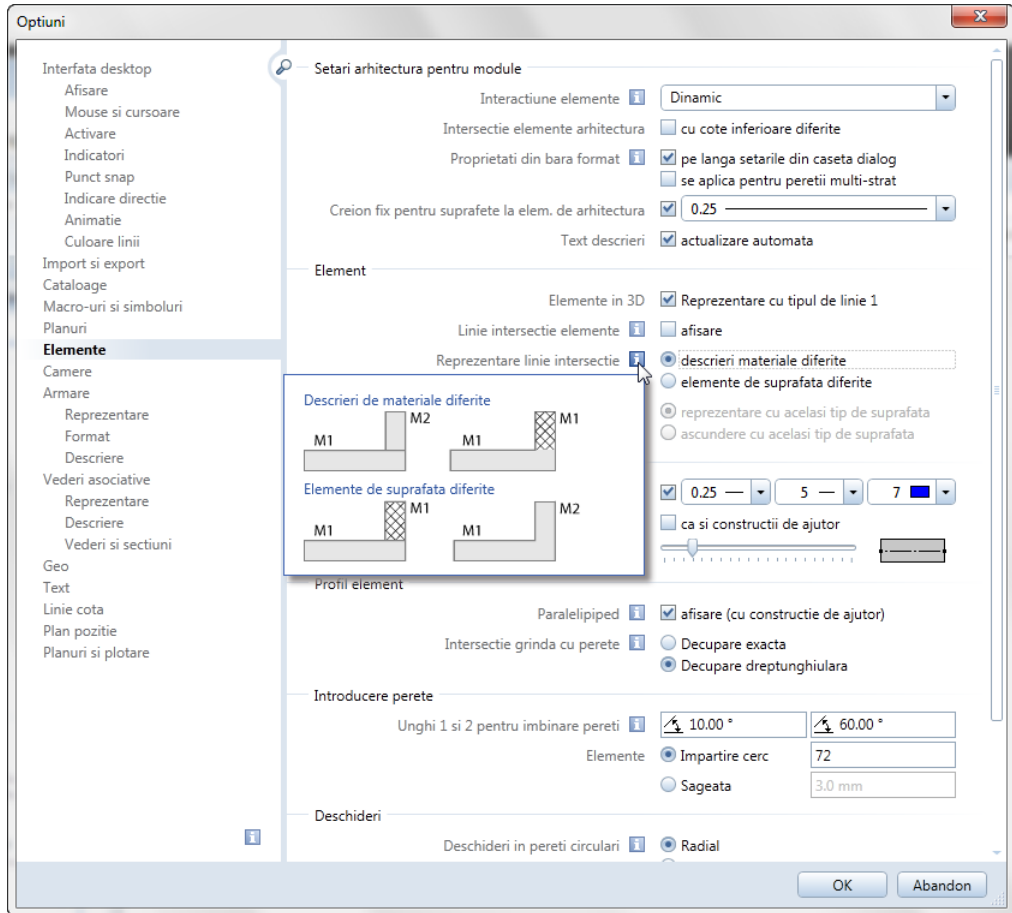 Optiuni
Interfata desktop
Afisare
Mouse si cursoare
Activare
Indicatori
Punct snap
Indicare directie
Animatie
Culoare linii
Import si export
Cataloage
Macro-uri si simboluri
Planuri
Elemente
Camere
Armare
Reprezentare
Format
Descriere
Vederi asociative
Reprezentare
Descriere
Vederi si sectiuni
Geo
Text
Linie cota
Plan pozitie
Planuri si plotare
Setari arhitectura pentru module
Interactiune elemente Dinamic
Intersectie elemente arhitectura cu cote inferioare diferite
Proprietati din bara format pe langa setarile din caseta dialog
se aplica pentru peretii multi-strat
Creion fix pentru suprafete la elem. de arhitectura 0.25
Text descrieri actualizare automata
Element
Elemente in 3D Reprezentare cu tipul de linie 1
Linie intersectie elemente afisare
Reprezentare linie intersectie descrieri materiale diferite
elemente de suprafata diferite
reprezentare cu acelasi tip de suprafata
ascundere cu acelasi tip de suprafata
Descrieri de materiale diferite
M1 M2 M1 M1
Elemente de suprafata diferite
M1 M1 M1 M2
0.25 5 7
ca si constructii de ajutor
Profil element
Paralelipiped afisare (cu constructie de ajutor)
Intersectie grinda cu perete Decupare exacta
Decupare dreptunghiulara
Introducere perete
Unghi 1 si 2 pentru imbinare pereti 10.00 ° 60.00 °
Elemente Impartire cerc 72
Sageata 3.0 mm
Deschideri
Deschideri in pereti circulari Radial
OK Abandon